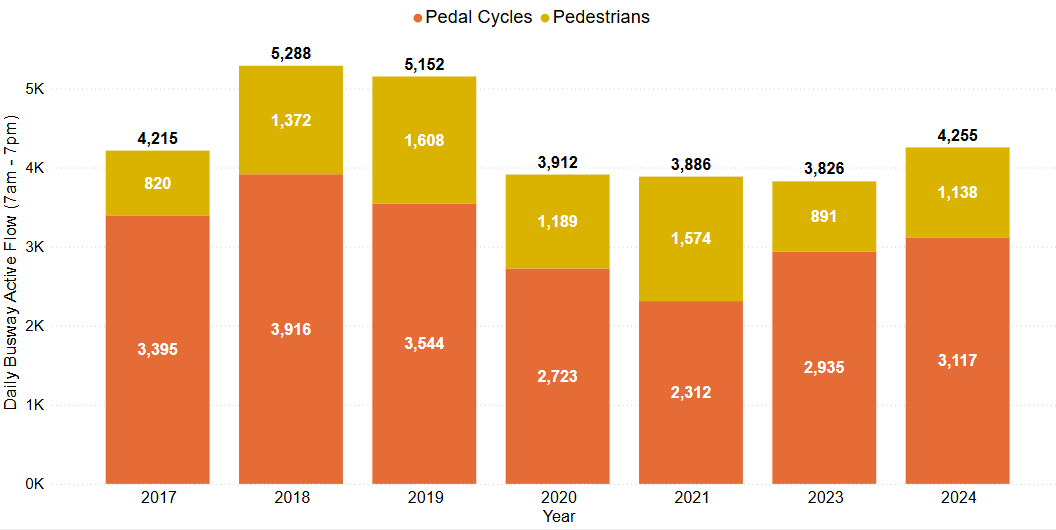 Pedal Cycles Pedestrians
Daily Busway Active Flow (7am - 7pm)
5K
4K
3K
2K
1K
0K
4,215
820
3,395
5,288
1,372
3,916
5,152
1,608
3,544
3,912
1,189
2,723
3,886
1,574
2,312
3,826
891
2,935
4,255
1,138
3,117
2017 2018 2019 2020 2021 2023 2024
Year